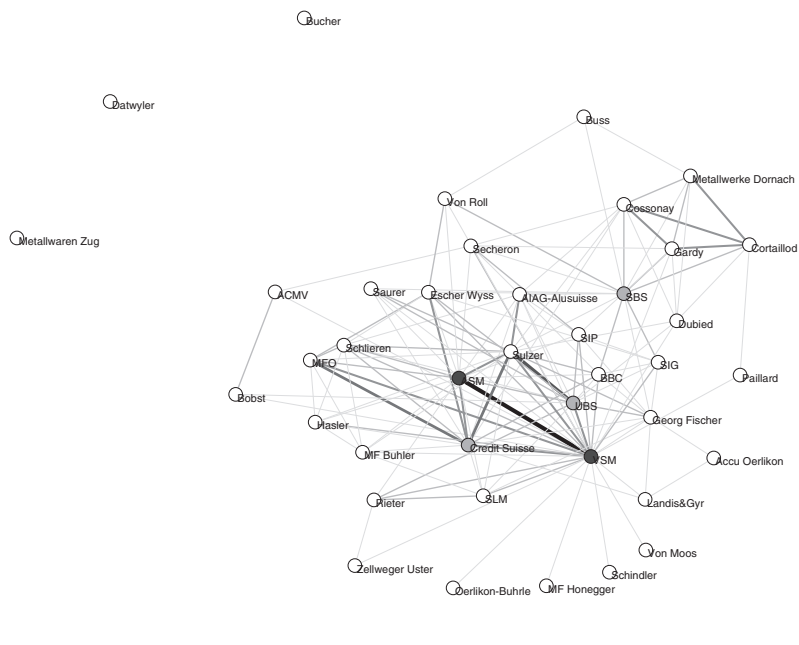 Bucher
Datwyler
Buss
Metallwerke Dornach
Von Roll
Cossonay
Metallwaren Zug
Secheron
Gardy
Cortaillod
ACMV
Saurer
Escher Wyss
AIAG-Alusuisse
SBS
Dubied
SIP
Schlieren
Sulzer
MFO
SIG
ASM
BBC
Paillard
Bobst
UBS
Georg Fischer
Hasler
Credit Suisse
MF Buhler
VSM
Accu Oerlikon
Rieter
SLM
Landis&Gyr
Von Moos
Zellweger Uster
Schindler
Oerlikon-Buhrle
MF Honegger